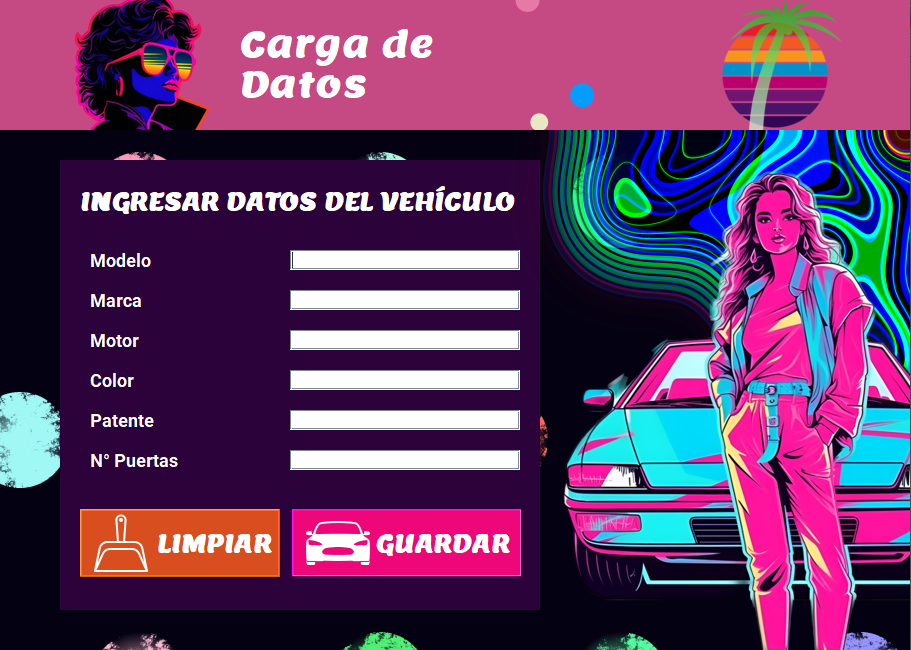 Carga de
Datos
INGRESAR DATOS DEL VEHÍCULO
Modelo
Marca
Motor
Color
Patente
N° Puertas
LIMPIAR
GUARDAR